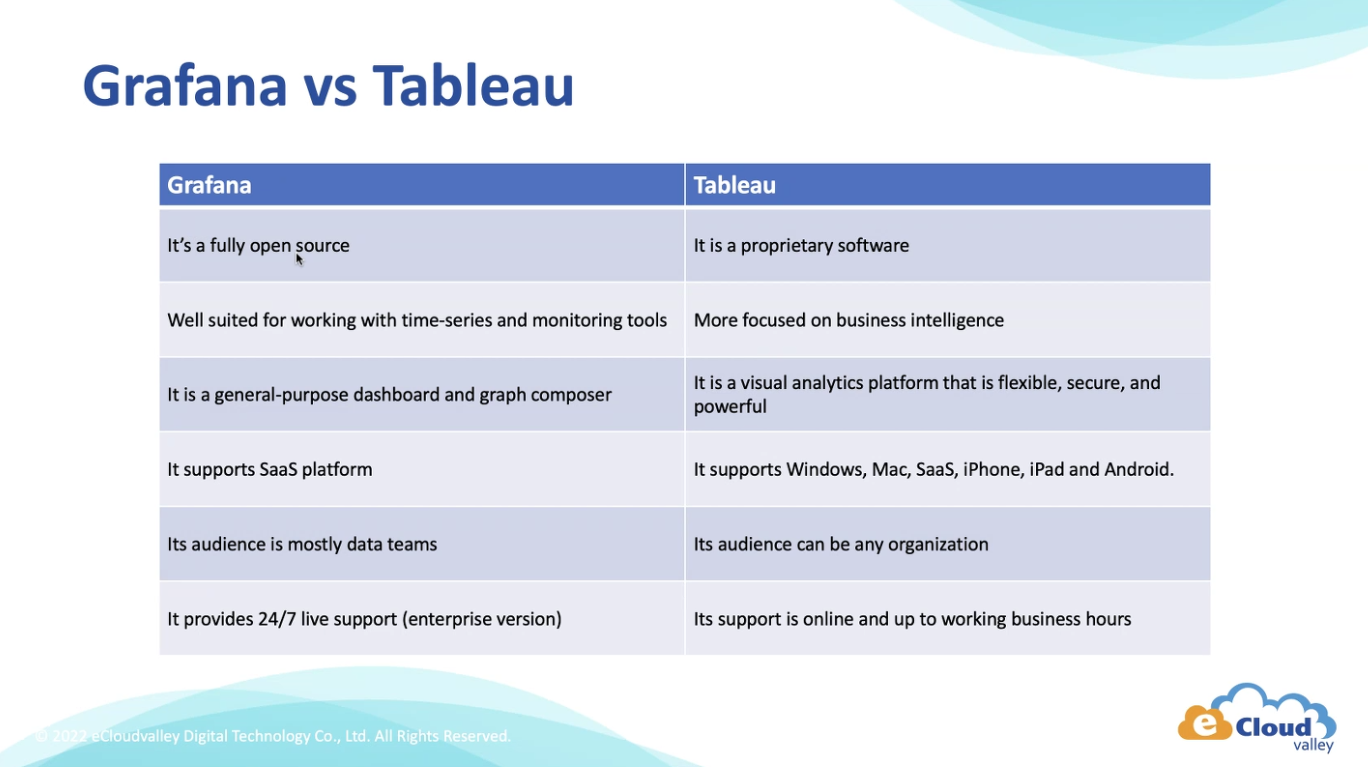 Grafana vs Tableau
Grafana
Tableau
It’s a fully open source
It is a proprietary software
Well suited for working with time-series and monitoring tools
More focused on business intelligence
It is a general-purpose dashboard and graph composer
It is a visual analytics platform that is flexible, secure, and
powerful
It supports SaaS platform
It supports Windows, Mac, SaaS, iPhone, iPad and Android.
Its audience is mostly data teams
Its audience can be any organization
It provides 24/7 live support (enterprise version)
Its support is online and up to working business hours
© 2022 eCloudvalley Digital Technology Co., Ltd. All Rights Reserved.
e Cloud
valley